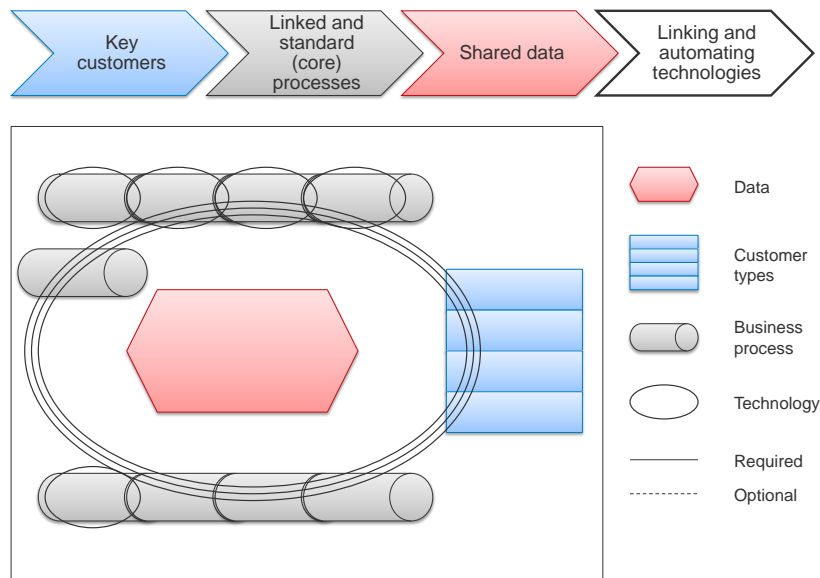 Key
customers
Linked and
standard
(core)
processes
Shared data
Linking and
automating
technologies
Data
Customer
types
Business
process
Technology
Required
Optional